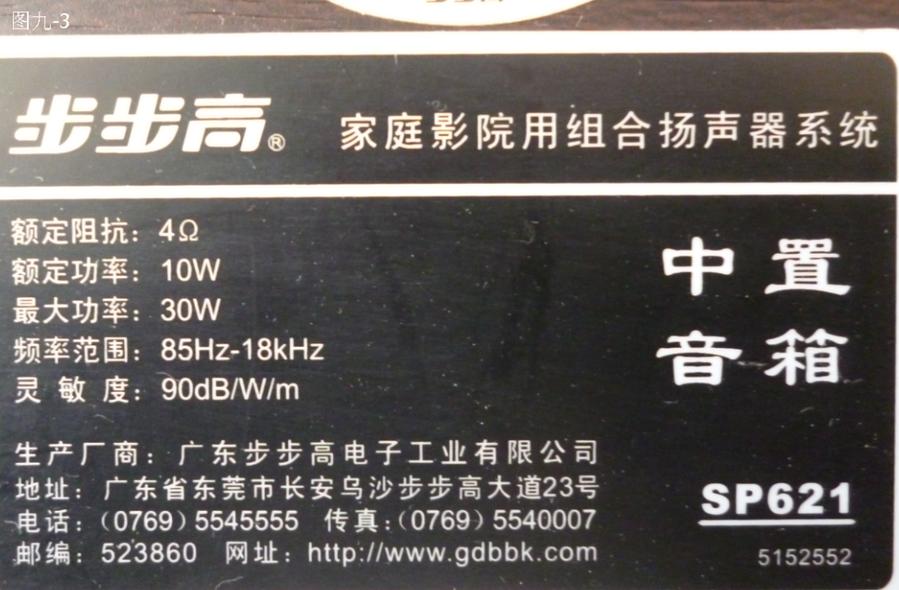 图九-3
步步高® 家庭影院用组合扬声器系统
额定阻抗：4Ω
额定功率：10W
最大功率：30W
频率范围：85Hz-18kHz
灵 敏 度：90dB/W/m
中置
音箱
生产厂商：广东步步高电子工业有限公司
地址：广东省东莞市长安乌沙步步高大道23号
电话：（0769）5545555 传真：（0769）5540007
邮编：523860 网址：http://www.gdbbk.com
SP621
5152552